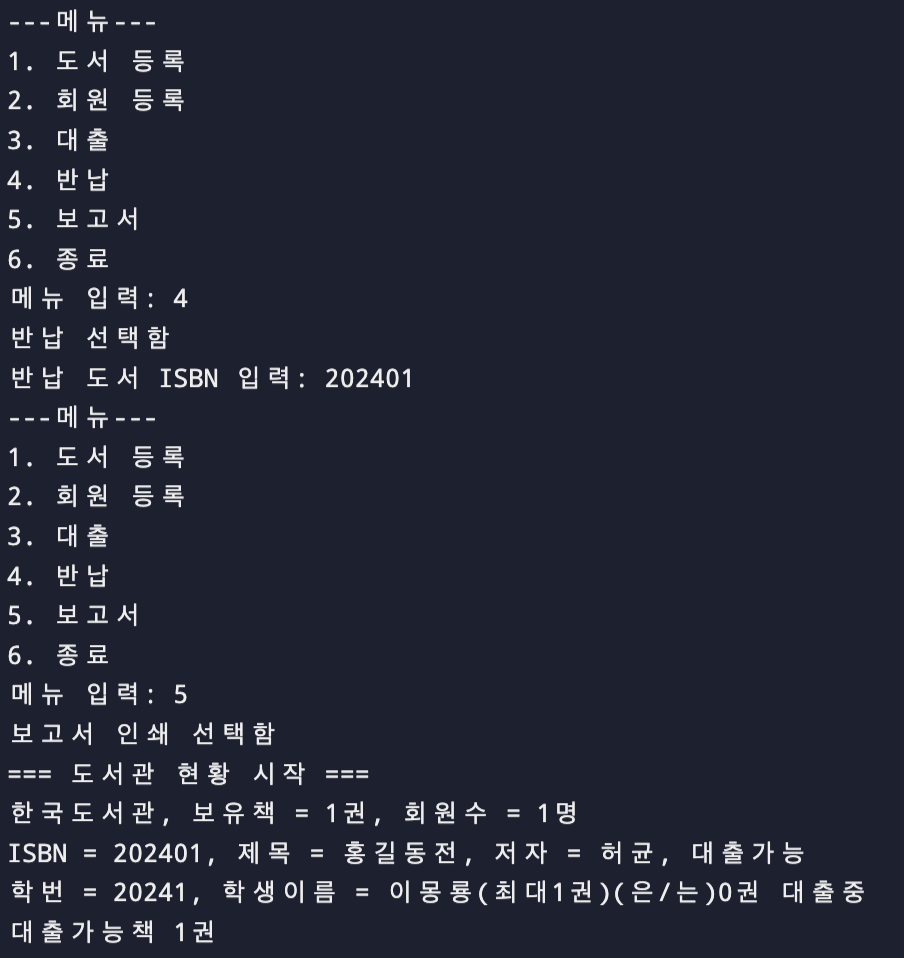 ---메뉴---
1. 도서 등록
2. 회원 등록
3. 대출
4. 반납
5. 보고서
6. 종료
메뉴 입력: 4
반납 선택함
반납 도서 ISBN 입력: 202401
---메뉴---
1. 도서 등록
2. 회원 등록
3. 대출
4. 반납
5. 보고서
6. 종료
메뉴 입력: 5
보고서 인쇄 선택함
=== 도서관 현황 시작 ===
한국도서관, 보유책 = 1권, 회원수 = 1명
ISBN = 202401, 제목 = 홍길동전, 저자 = 허균, 대출가능
학번 = 20241, 학생이름 = 이몽룡(최대1권)(은/는)0권 대출중
대출가능책 1권